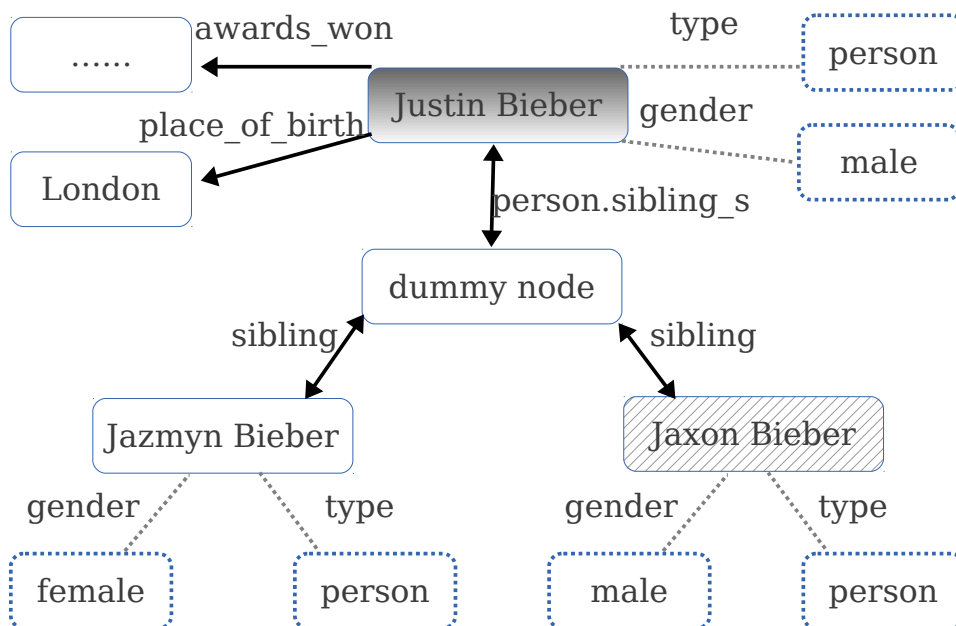 awards_won
type
......
person
Justin Bieber
gender
place_of_birth
male
London
person.sibling_s
dummy node
sibling
sibling
Jazmyn Bieber
Jaxon Bieber
gender
type
gender
type
female
person
male
person